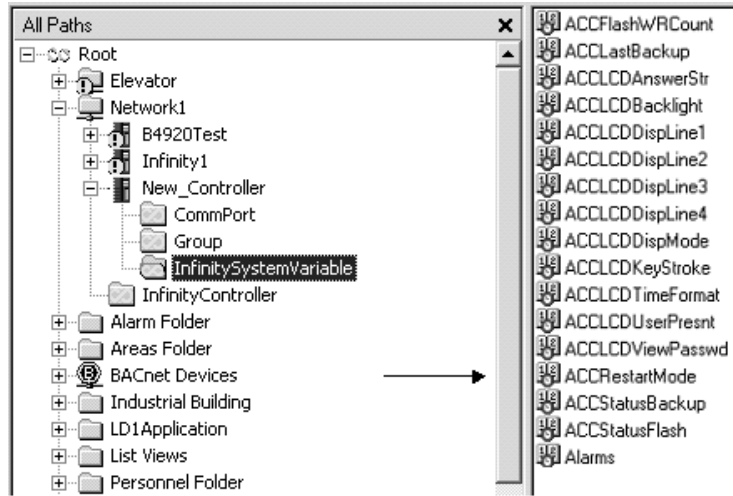 All Paths
Root
Elevator
Network1
B4920Test
Infinity1
New_Controller
CommPort
Group
InfinitySystemVariable
InfinityController
Alarm Folder
Areas Folder
BACnet Devices
Industrial Building
LD1Application
List Views
Personnel Folder
ACCFlashWRCount
ACCLastBackup
ACCLCDAnswerStr
ACCLCDBacklight
ACCLCDDispLine1
ACCLCDDispLine2
ACCLCDDispLine3
ACCLCDDispLine4
ACCLCDDispMode
ACCLCDKeyStroke
ACCLCDTimeFormat
ACCLCDUserPresnt
ACCLCDViewPasswd
ACCRestartMode
ACCStatusBackup
ACCStatusFlash
Alarms